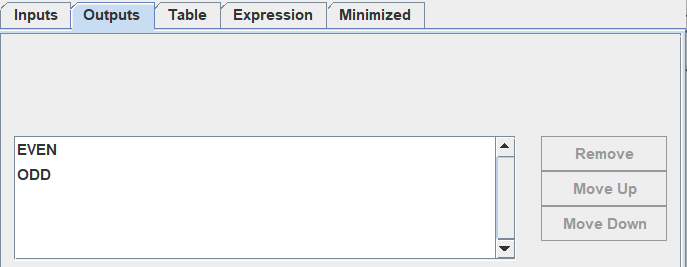 Inputs Outputs Table Expression Minimized
EVEN
ODD
Remove
Move Up
Move Down